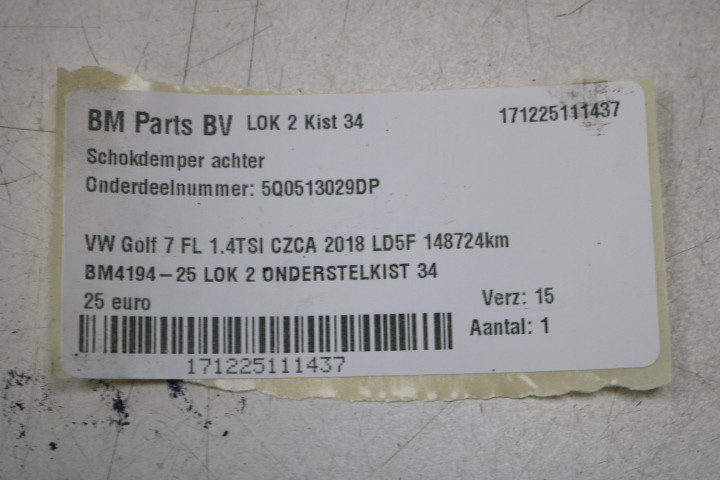 BM Parts BV LOK 2 Kist 34 171225111437
Schokdemper achter
Onderdeelnummer: 5Q0513029DP
VW Golf 7 FL 1.4TSI CZCA 2018 LD5F 148724km
BM4194-25 LOK 2 ONDERSTELKIST 34
25 euro Verz: 15
Aantal: 1
171225111437